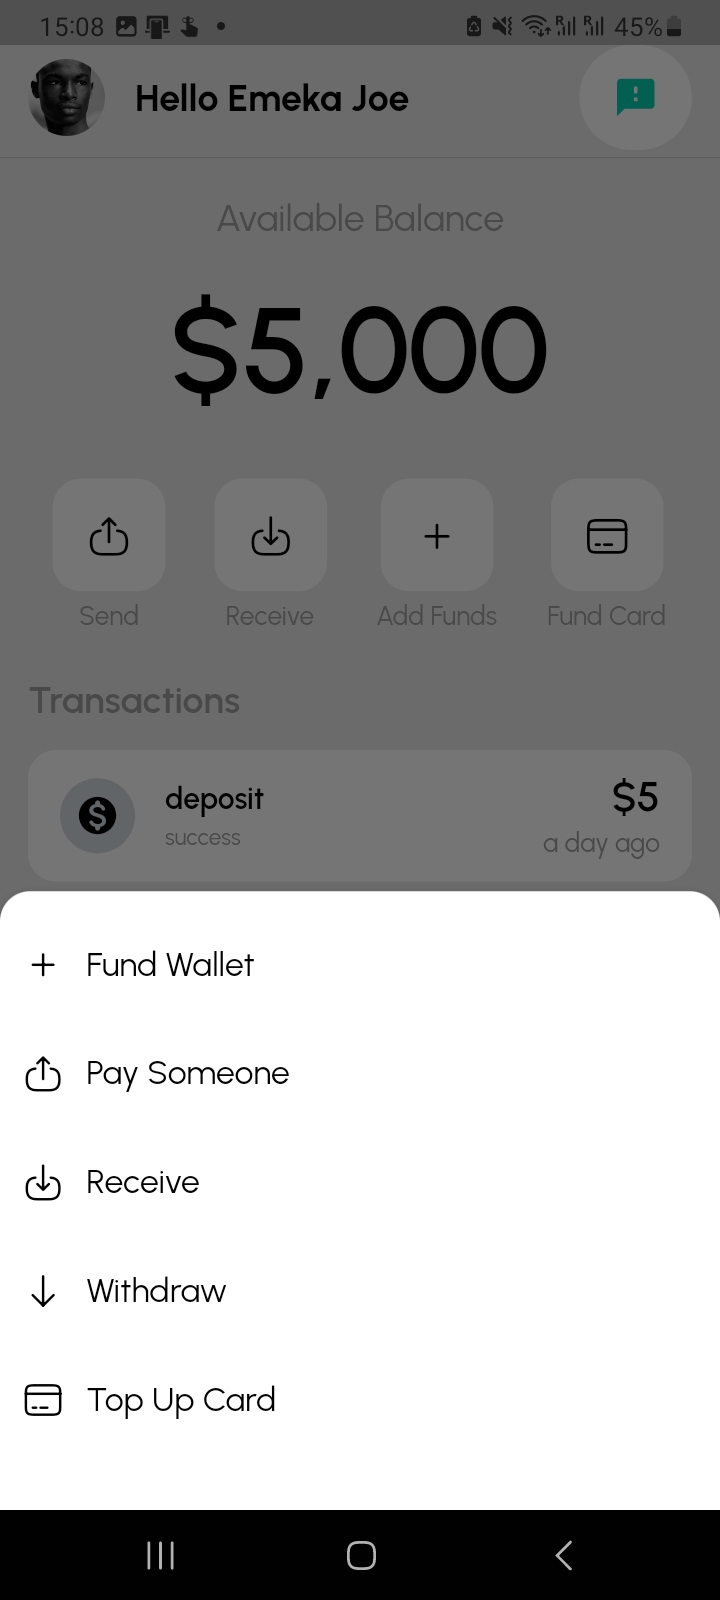 15:08 45%
Hello Emeka Joe
Available Balance
$5,000
Send Receive Add Funds Fund Card
Transactions
deposit $5
success a day ago
Fund Wallet
Pay Someone
Receive
Withdraw
Top Up Card